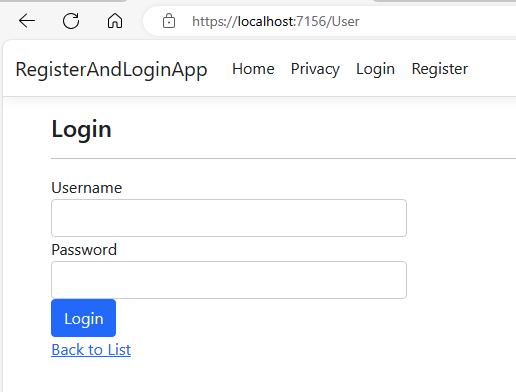 https://localhost:7156/User
RegisterAndLoginApp Home Privacy Login Register
Login
Username
Password
Login
Back to List